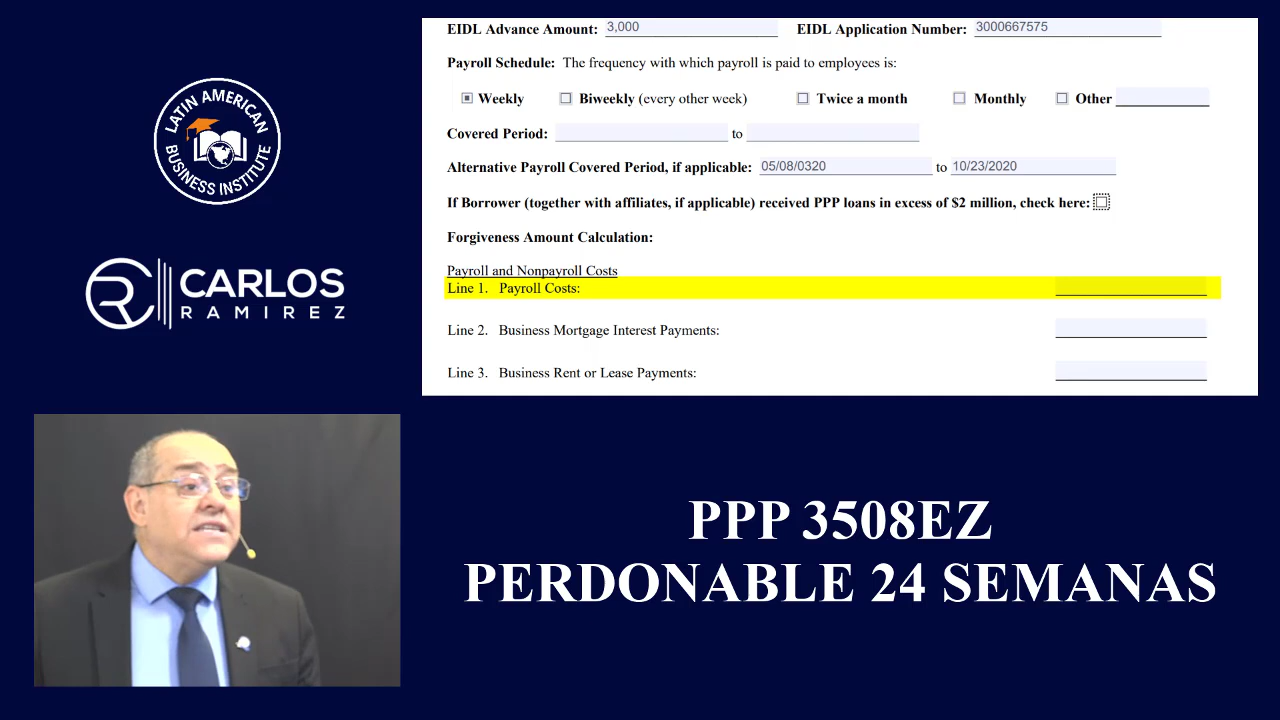 LATIN AMERICAN
BUSINESS INSTITUTE
CR CARLOS
RAMIREZ
EIDL Advance Amount: 3,000 EIDL Application Number: 3000667575
Payroll Schedule: The frequency with which payroll is paid to employees is:
Weekly Biweekly (every other week) Twice a month Monthly Other
Covered Period: to
Alternative Payroll Covered Period, if applicable: 05/08/0320 to 10/23/2020
If Borrower (together with affiliates, if applicable) received PPP loans in excess of $2 million, check here:
Forgiveness Amount Calculation:
Payroll and Nonpayroll Costs
Line 1. Payroll Costs:
Line 2. Business Mortgage Interest Payments:
Line 3. Business Rent or Lease Payments:
PPP 3508EZ
PERDONABLE 24 SEMANAS